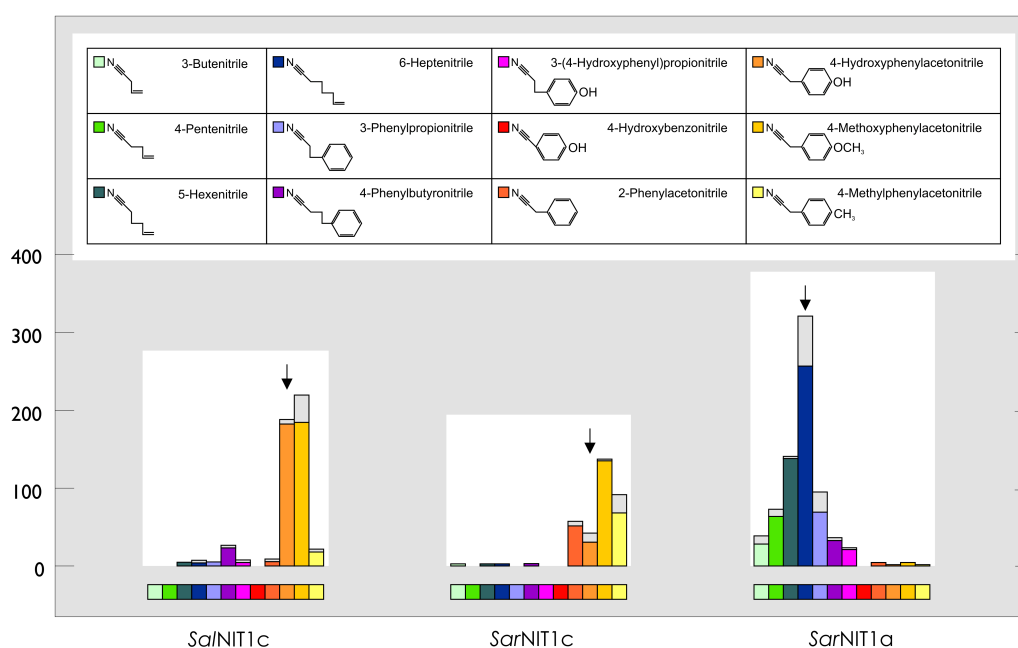 N 3-Butenitrile N 6-Heptenitrile N 3-(4-Hydroxyphenyl)propionitrile N 4-Hydroxyphenylacetonitrile
OH OH
N 4-Pentenitrile N 3-Phenylpropionitrile N 4-Hydroxybenzonitrile N 4-Methoxyphenylacetonitrile
OH OCH₃
N 5-Hexenitrile N 4-Phenylbutyronitrile N 2-Phenylacetonitrile N 4-Methylphenylacetonitrile
CH₃
400
300
200
100
0
SalNIT1c SarNIT1c SarNIT1a